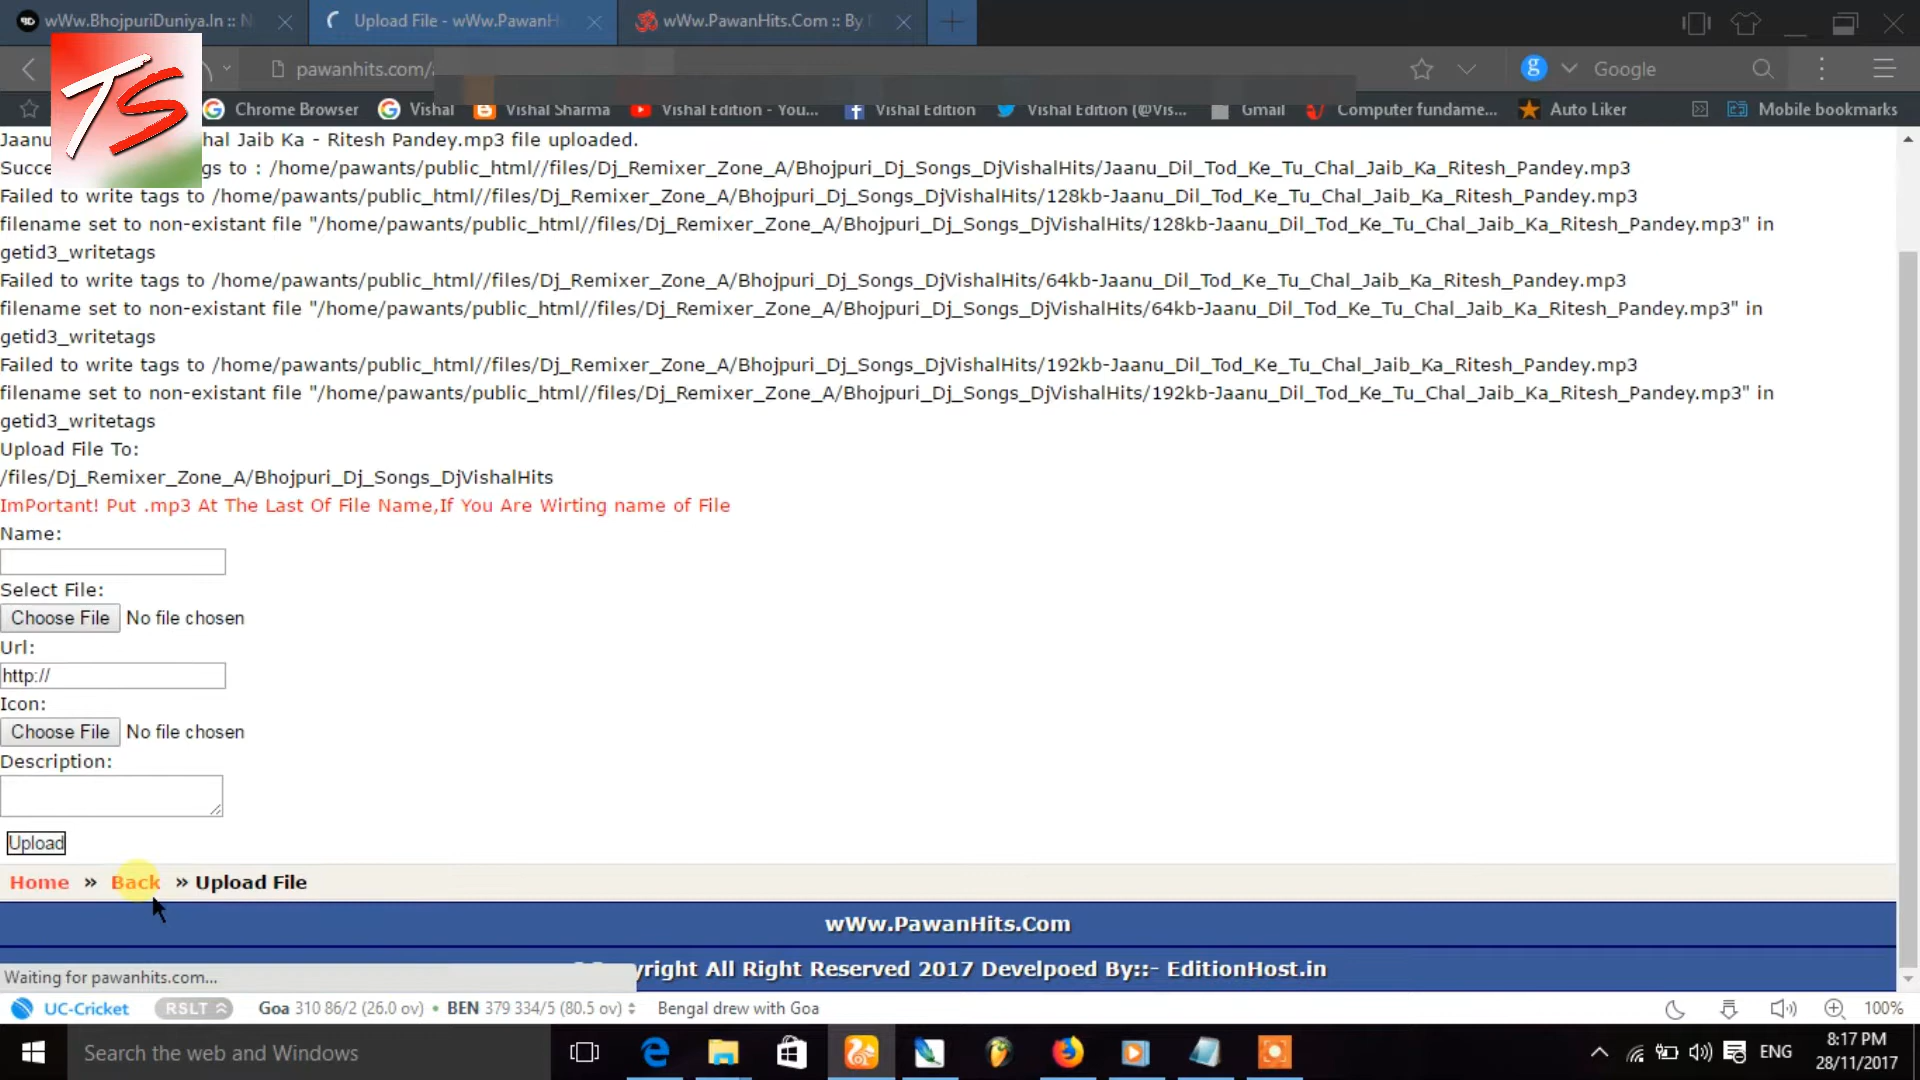 wWw.BhojpuriDuniya.In :: N
Upload File - wWw.PawanH
wWw.PawanHits.Com :: By
pawanhits.com/
Google
TS
Chrome Browser
Vishal
Vishal Sharma
Vishal Edition - You...
Vishal Edition
Vishal Edition (@Vis...
Gmail
Computer fundame...
Auto Liker
Mobile bookmarks
Jaanu hal Jaib Ka - Ritesh Pandey.mp3 file uploaded.
Succe gs to : /home/pawants/public_html//files/Dj_Remixer_Zone_A/Bhojpuri_Dj_Songs_DjVishalHits/Jaanu_Dil_Tod_Ke_Tu_Chal_Jaib_Ka_Ritesh_Pandey.mp3
Failed to write tags to /home/pawants/public_html//files/Dj_Remixer_Zone_A/Bhojpuri_Dj_Songs_DjVishalHits/128kb-Jaanu_Dil_Tod_Ke_Tu_Chal_Jaib_Ka_Ritesh_Pandey.mp3
filename set to non-existant file "/home/pawants/public_html//files/Dj_Remixer_Zone_A/Bhojpuri_Dj_Songs_DjVishalHits/128kb-Jaanu_Dil_Tod_Ke_Tu_Chal_Jaib_Ka_Ritesh_Pandey.mp3" in
getid3_writetags
Failed to write tags to /home/pawants/public_html//files/Dj_Remixer_Zone_A/Bhojpuri_Dj_Songs_DjVishalHits/64kb-Jaanu_Dil_Tod_Ke_Tu_Chal_Jaib_Ka_Ritesh_Pandey.mp3
filename set to non-existant file "/home/pawants/public_html//files/Dj_Remixer_Zone_A/Bhojpuri_Dj_Songs_DjVishalHits/64kb-Jaanu_Dil_Tod_Ke_Tu_Chal_Jaib_Ka_Ritesh_Pandey.mp3" in
getid3_writetags
Failed to write tags to /home/pawants/public_html//files/Dj_Remixer_Zone_A/Bhojpuri_Dj_Songs_DjVishalHits/192kb-Jaanu_Dil_Tod_Ke_Tu_Chal_Jaib_Ka_Ritesh_Pandey.mp3
filename set to non-existant file "/home/pawants/public_html//files/Dj_Remixer_Zone_A/Bhojpuri_Dj_Songs_DjVishalHits/192kb-Jaanu_Dil_Tod_Ke_Tu_Chal_Jaib_Ka_Ritesh_Pandey.mp3" in
getid3_writetags
Upload File To:
/files/Dj_Remixer_Zone_A/Bhojpuri_Dj_Songs_DjVishalHits
ImPortant! Put .mp3 At The Last Of File Name,If You Are Wirting name of File
Name:
Select File:
Choose File No file chosen
Url:
http://
Icon:
Choose File No file chosen
Description:
Upload
Home » Back » Upload File
wWw.PawanHits.Com
yright All Right Reserved 2017 Develpoed By::- EditionHost.in
Waiting for pawanhits.com...
UC-Cricket RSLT Goa 310 86/2 (26.0 ov) • BEN 379 334/5 (80.5 ov) Bengal drew with Goa 100%
Search the web and Windows
ENG
8:17 PM
28/11/2017